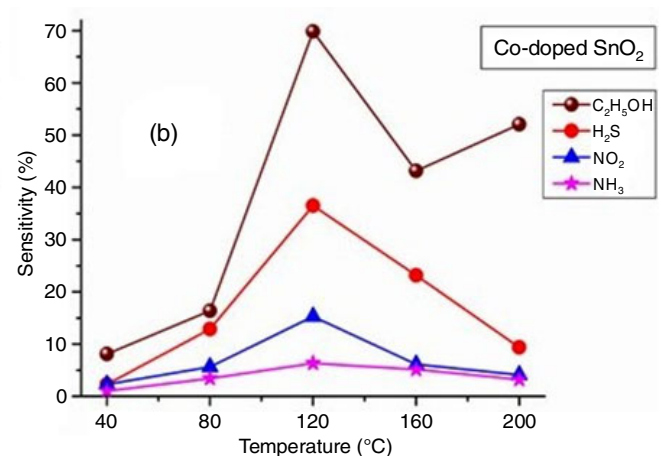 70
60
50
40
30
20
10
0
Sensitivity (%)
(b)
Co-doped SnO₂
C₂H₅OH
H₂S
NO₂
NH₃
40 80 120 160 200
Temperature (°C)